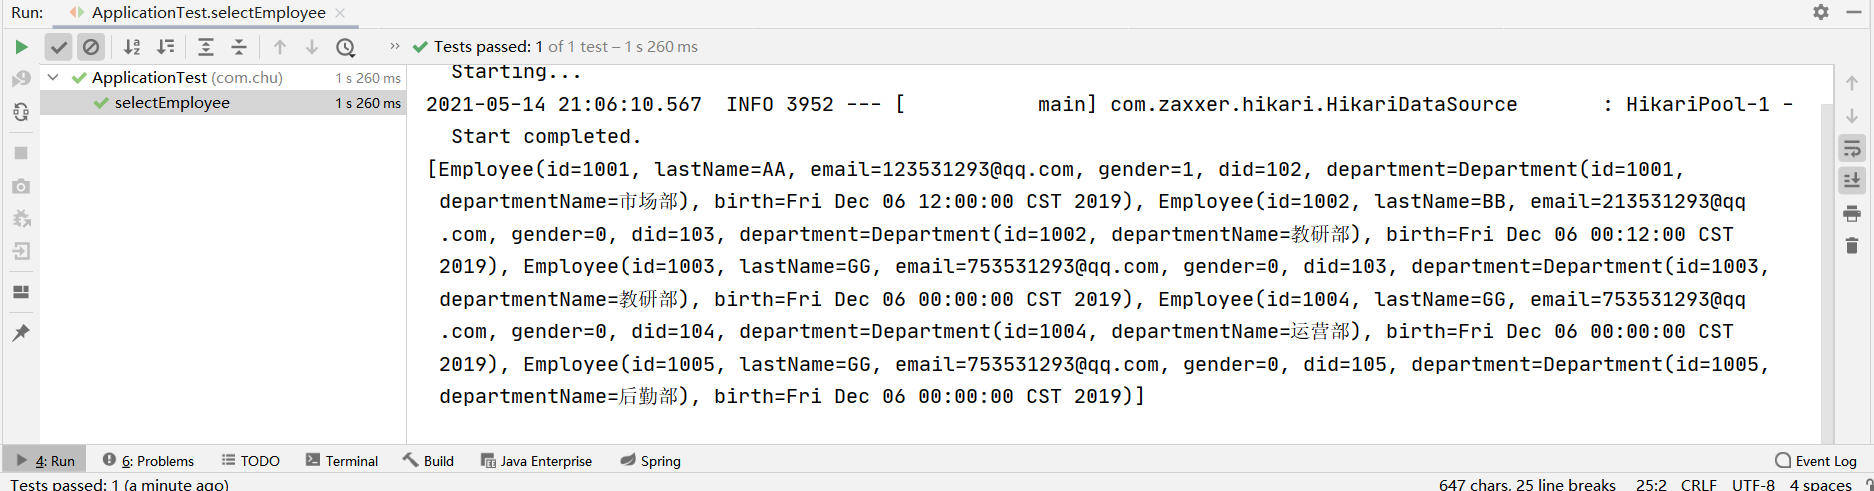 Run: ApplicationTest.selectEmployee
Tests passed: 1 of 1 test – 1 s 260 ms
ApplicationTest (com.chu) 1 s 260 ms
selectEmployee 1 s 260 ms
Starting...
2021-05-14 21:06:10.567  INFO 3952 --- [           main] com.zaxxer.hikari.HikariDataSource       : HikariPool-1 -
Start completed.
[Employee(id=1001, lastName=AA, email=123531293@qq.com, gender=1, did=102, department=Department(id=1001,
departmentName=市场部), birth=Fri Dec 06 12:00:00 CST 2019), Employee(id=1002, lastName=BB, email=213531293@qq
.com, gender=0, did=103, department=Department(id=1002, departmentName=教研部), birth=Fri Dec 06 00:12:00 CST
2019), Employee(id=1003, lastName=GG, email=753531293@qq.com, gender=0, did=103, department=Department(id=1003,
departmentName=教研部), birth=Fri Dec 06 00:00:00 CST 2019), Employee(id=1004, lastName=GG, email=753531293@qq
.com, gender=0, did=104, department=Department(id=1004, departmentName=运营部), birth=Fri Dec 06 00:00:00 CST
2019), Employee(id=1005, lastName=GG, email=753531293@qq.com, gender=0, did=105, department=Department(id=1005,
departmentName=后勤部), birth=Fri Dec 06 00:00:00 CST 2019)]
4: Run 6: Problems TODO Terminal Build Java Enterprise Spring Event Log
Tests passed: 1 (a minute ago) 647 chars, 25 line breaks 25:2 CRLF UTF-8 4 spaces